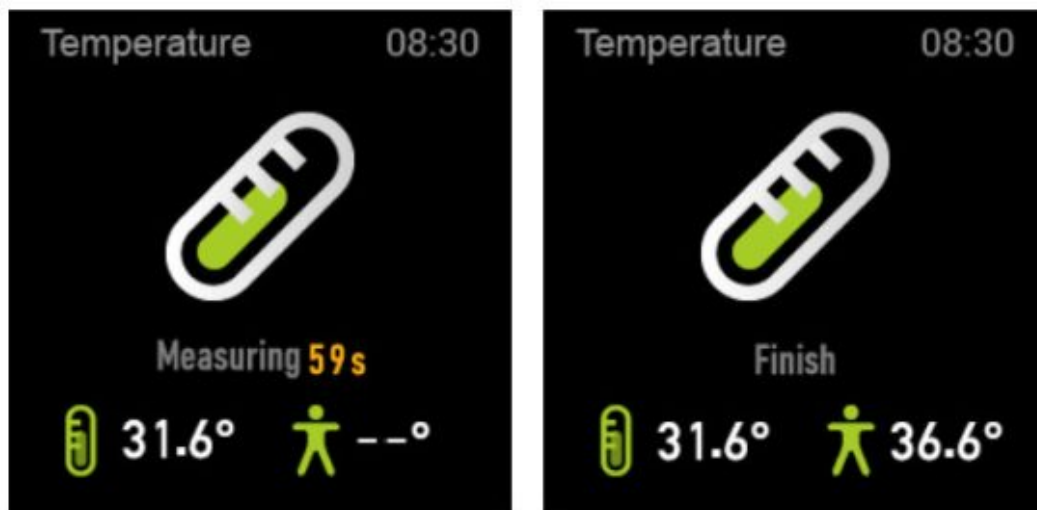 Temperature 08:30
Measuring 59s
31.6° --°
Temperature 08:30
Finish
31.6° 36.6°